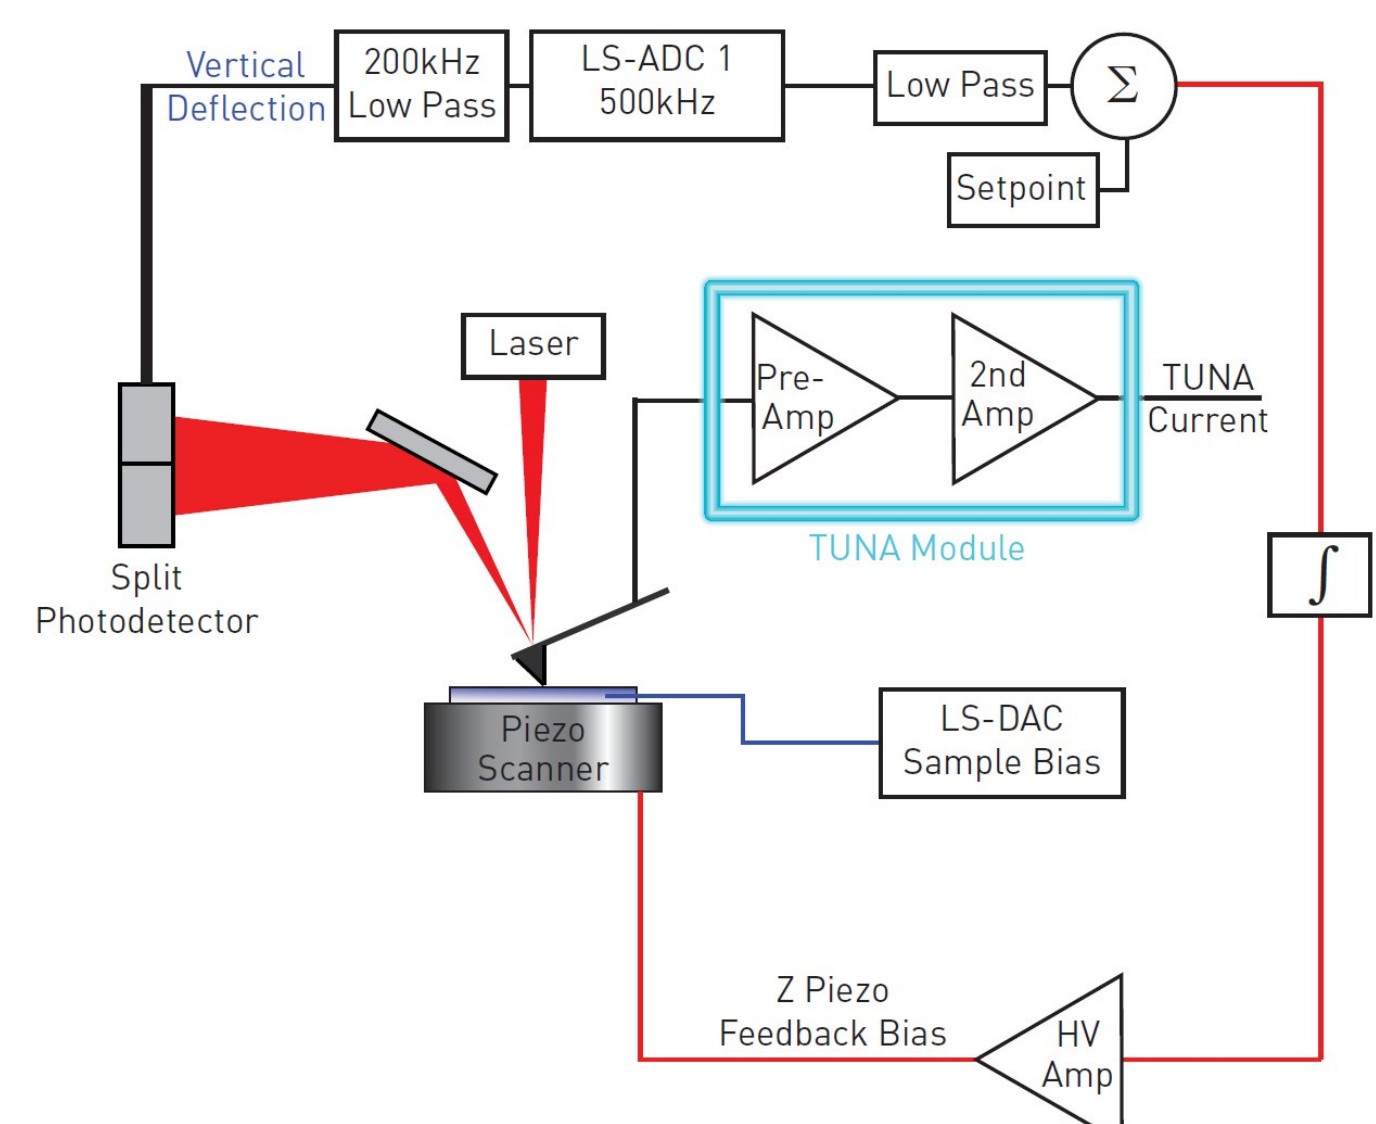 Vertical
Deflection
200kHz
Low Pass
LS-ADC 1
500kHz
Low Pass
Σ
Setpoint
Laser
Pre-
Amp
2nd
Amp
TUNA
Current
TUNA Module
Split
Photodetector
∫
Piezo
Scanner
LS-DAC
Sample Bias
Z Piezo
Feedback Bias
HV
Amp